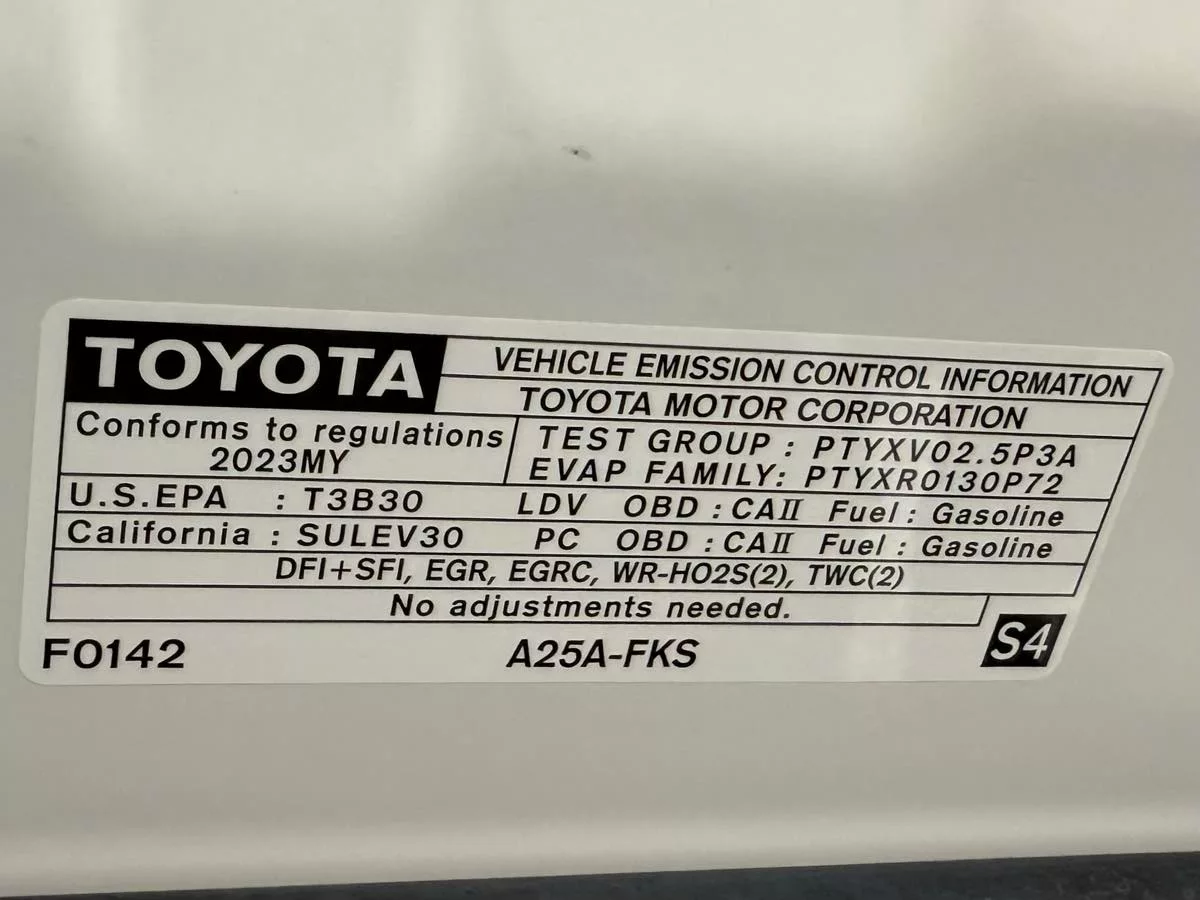 TOYOTA
VEHICLE EMISSION CONTROL INFORMATION
TOYOTA MOTOR CORPORATION
Conforms to regulations
2023MY
TEST GROUP : PTYXV02.5P3A
EVAP FAMILY: PTYXR0130P72
U.S.EPA : T3B30 LDV OBD : CAII Fuel : Gasoline
California : SULEV30 PC OBD : CAII Fuel : Gasoline
DFI+SFI, EGR, EGRC, WR-HO2S(2), TWC(2)
No adjustments needed.
F0142 A25A-FKS S4